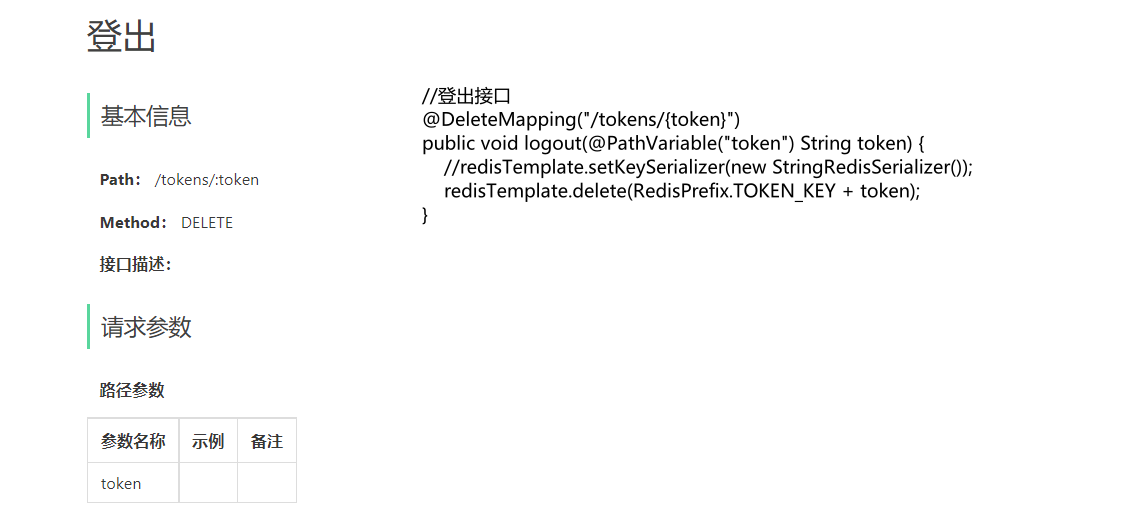 登出
基本信息
Path： /tokens/:token
Method： DELETE
接口描述：
请求参数
路径参数
参数名称 示例 备注
token
//登出接口
@DeleteMapping("/tokens/{token}")
public void logout(@PathVariable("token") String token) {
    //redisTemplate.setKeySerializer(new StringRedisSerializer());
    redisTemplate.delete(RedisPrefix.TOKEN_KEY + token);
}